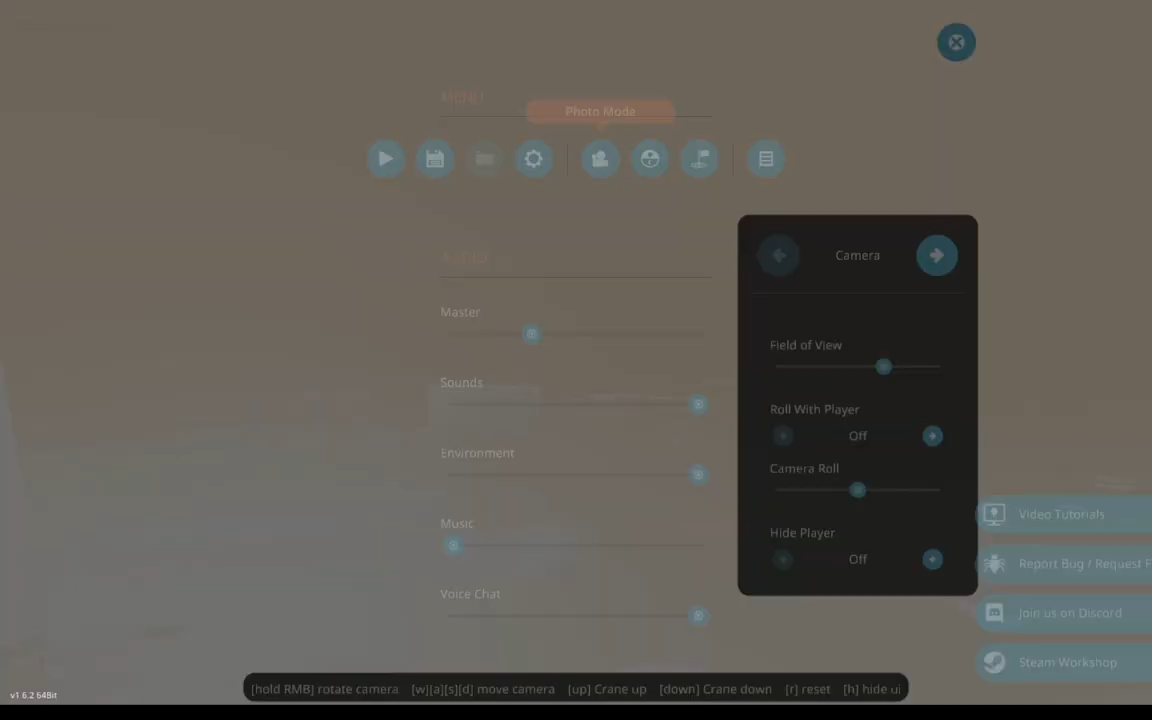 MENU
Photo Mode
AUDIO
Camera
Master
Field of View
Sounds
Roll With Player
Off
Environment
Camera Roll
Music
Hide Player
Off
Voice Chat
Video Tutorials
Report Bug / Request F
Join us on Discord
Steam Workshop
[hold RMB] rotate camera [w][a][s][d] move camera [up] Crane up [down] Crane down [r] reset [h] hide ui
v1.6.2 64Bit